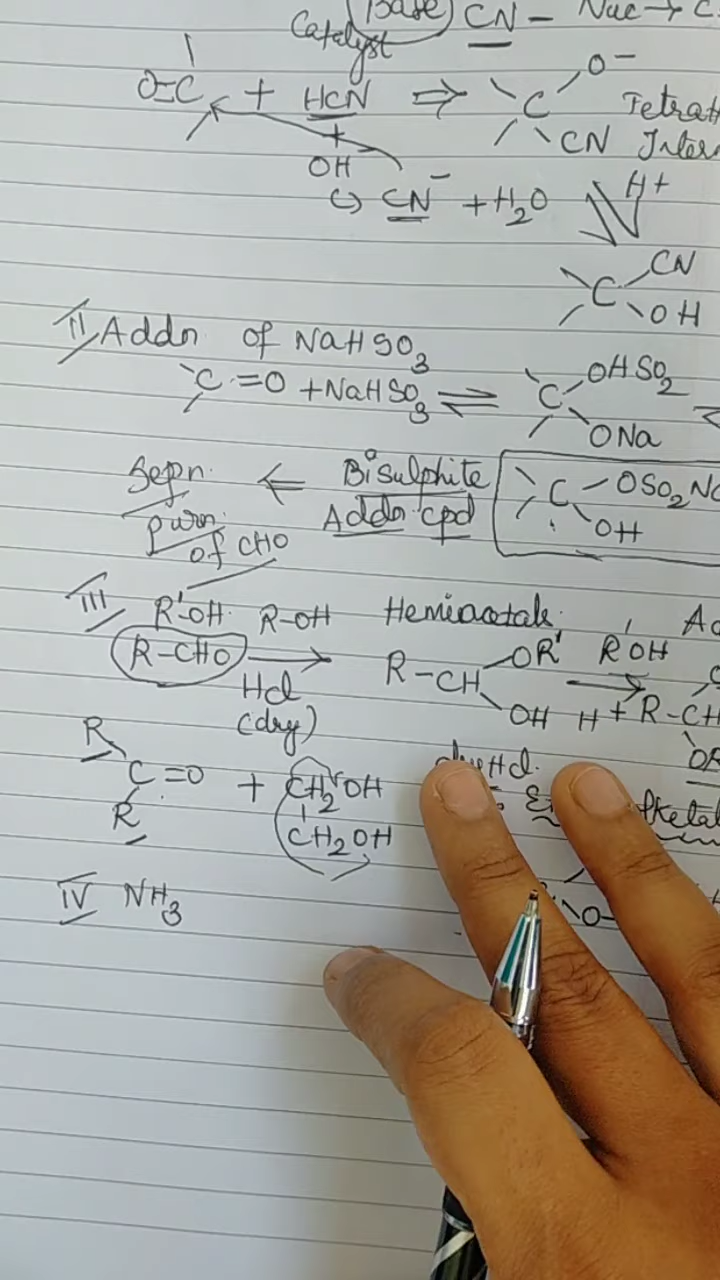 (Base) CN - Nuc → C
Catalyst
O=C + HCN ⇒ C O- CN
+
OH
↳ CN- + H2O
H+
C CN OH
II Addn of NaHSO3
C=O + NaHSO3 ⇌ C OHSO2 ONa
Sepn. ⇐ Bisulphite
purn. Addn cpd
of CHO
C - OSO2Na
OH
III R'-OH R-OH Hemiacetals
R-CHO → R-CH OR' OH
HCl
(dry)
R'OH
H+ R-CH
R
C=O + CH2OH
R CH2OH
IV NH3